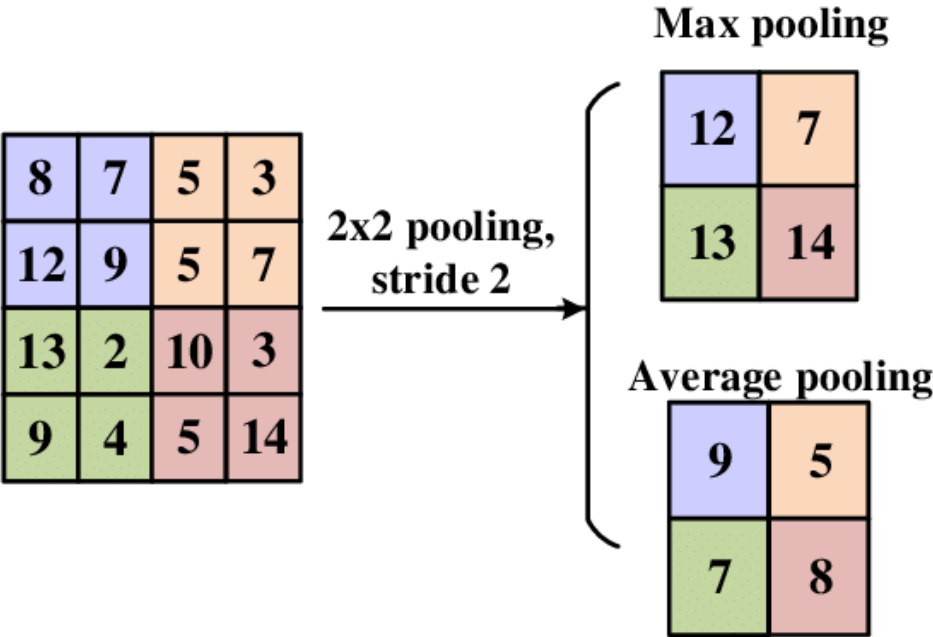 Max pooling
12 7
13 14
8 7 5 3
12 9 5 7
13 2 10 3
9 4 5 14
2x2 pooling,
stride 2
Average pooling
9 5
7 8